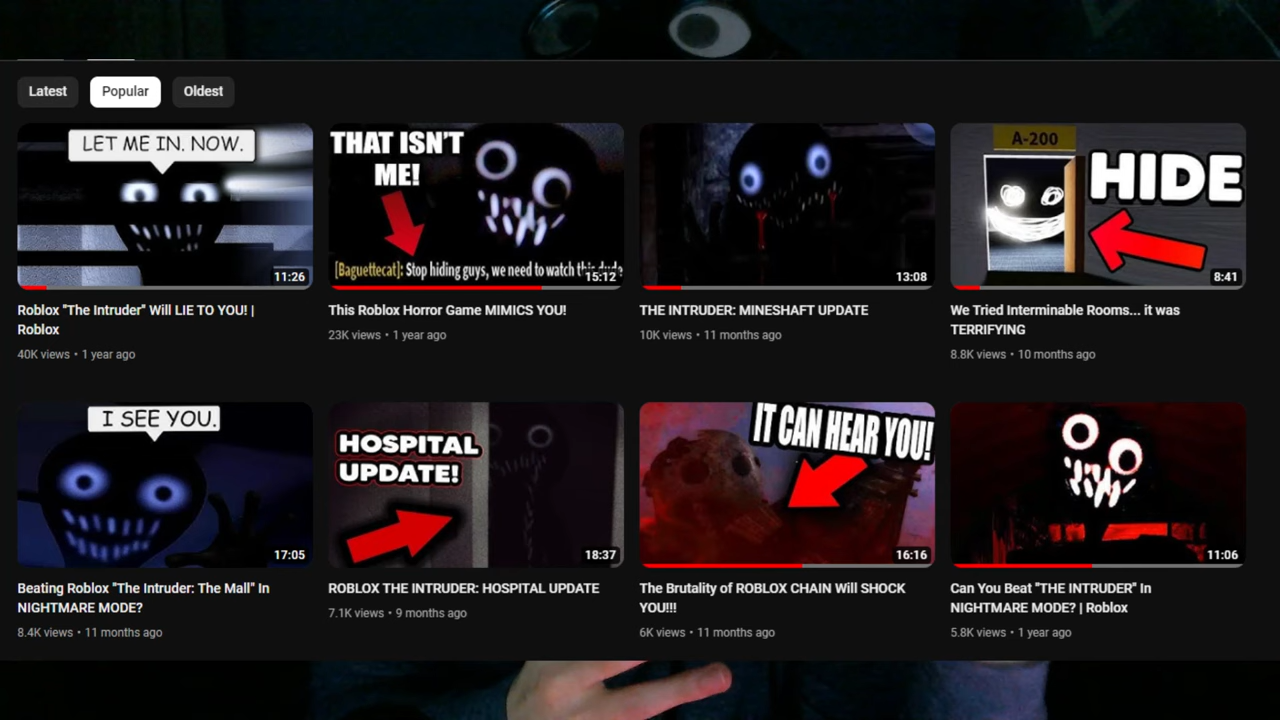 Latest
Popular
Oldest
LET ME IN. NOW.
11:26
THAT ISN'T
ME!
[Baguettecat]: Stop hiding guys, we need to watch this dude
15:12
13:08
A-200
HIDE
8:41
Roblox "The Intruder" Will LIE TO YOU! |
Roblox
40K views • 1 year ago
This Roblox Horror Game MIMICS YOU!
23K views • 1 year ago
THE INTRUDER: MINESHAFT UPDATE
10K views • 11 months ago
We Tried Interminable Rooms... it was
TERRIFYING
8.8K views • 10 months ago
I SEE YOU.
17:05
HOSPITAL
UPDATE!
18:37
IT CAN HEAR YOU!
16:16
11:06
Beating Roblox "The Intruder: The Mall" In
NIGHTMARE MODE?
8.4K views • 11 months ago
ROBLOX THE INTRUDER: HOSPITAL UPDATE
7.1K views • 9 months ago
The Brutality of ROBLOX CHAIN Will SHOCK
YOU!!!
6K views • 11 months ago
Can You Beat "THE INTRUDER" In
NIGHTMARE MODE? | Roblox
5.8K views • 1 year ago